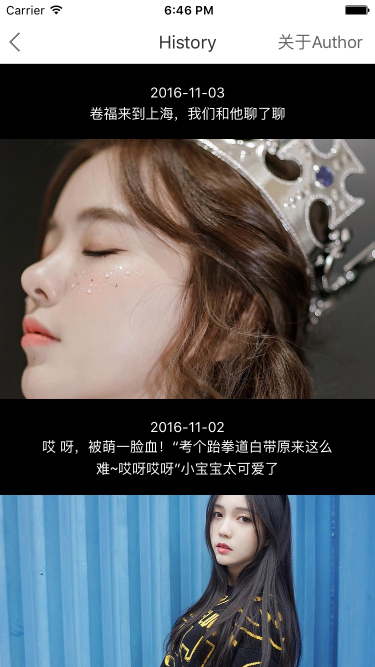 Carrier 6:46 PM
History 关于Author
2016-11-03
卷福来到上海，我们和他聊了聊
2016-11-02
哎 呀，被萌一脸血！“考个跆拳道白带原来这么
难~哎呀哎呀”小宝宝太可爱了